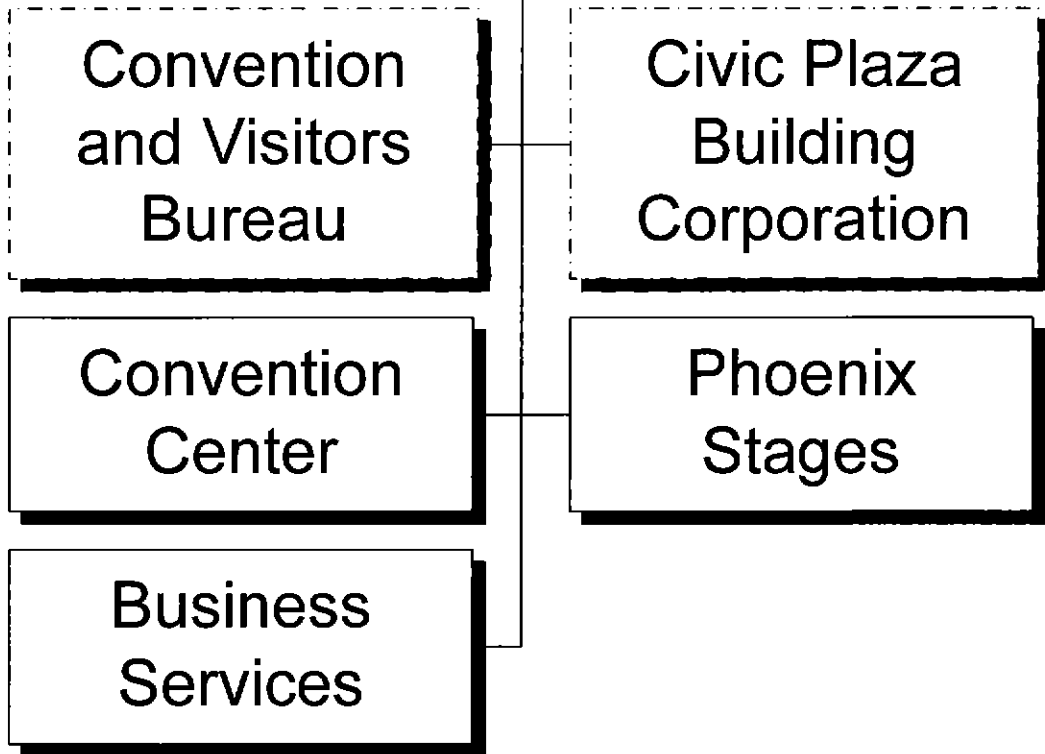 Convention
and Visitors
Bureau
Civic Plaza
Building
Corporation
Convention
Center
Phoenix
Stages
Business
Services